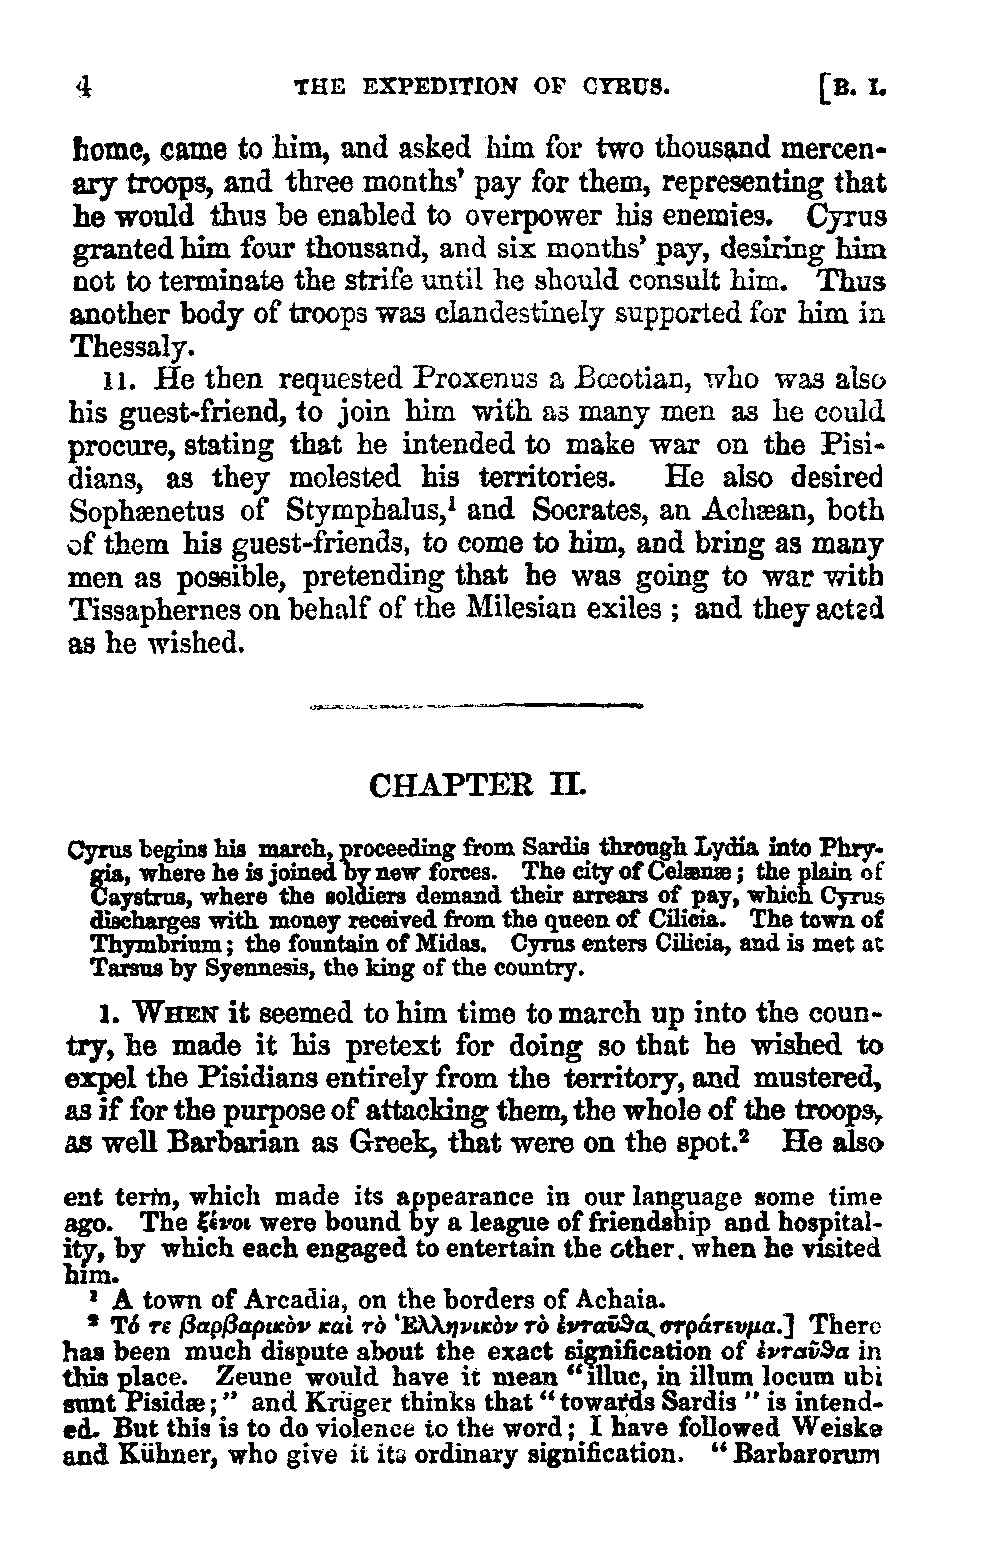 4 THE EXPEDITION OF CYRUS. [B. I.
home, came to him, and asked him for two thousand mercen-
ary troops, and three months' pay for them, representing that
he would thus be enabled to overpower his enemies. Cyrus
granted him four thousand, and six months' pay, desiring him
not to terminate the strife until he should consult him. Thus
another body of troops was clandestinely supported for him in
Thessaly.
11. He then requested Proxenus a Bœotian, who was also
his guest-friend, to join him with as many men as he could
procure, stating that he intended to make war on the Pisi-
dians, as they molested his territories. He also desired
Sophænetus of Stymphalus,¹ and Socrates, an Achæan, both
of them his guest-friends, to come to him, and bring as many
men as possible, pretending that he was going to war with
Tissaphernes on behalf of the Milesian exiles ; and they acted
as he wished.
CHAPTER II.
Cyrus begins his march, proceeding from Sardis through Lydia into Phry-
gia, where he is joined by new forces. The city of Celænæ ; the plain of
Caystrus, where the soldiers demand their arrears of pay, which Cyrus
discharges with money received from the queen of Cilicia. The town of
Thymbrium ; the fountain of Midas. Cyrus enters Cilicia, and is met at
Tarsus by Syennesis, the king of the country.
1. WHEN it seemed to him time to march up into the coun-
try, he made it his pretext for doing so that he wished to
expel the Pisidians entirely from the territory, and mustered,
as if for the purpose of attacking them, the whole of the troops,
as well Barbarian as Greek, that were on the spot.² He also
ent term, which made its appearance in our language some time
ago. The ξένοι were bound by a league of friendship and hospital-
ity, by which each engaged to entertain the other, when he visited
him.
¹ A town of Arcadia, on the borders of Achaia.
² Τό τε βαρβαρικὸν καὶ τὸ Ἑλληνικὸν τὸ ἐνταῦϑα στράτευμα.] There
has been much dispute about the exact signification of ἐνταῦϑα in
this place. Zeune would have it mean “illuc, in illum locum ubi
sunt Pisidæ ;” and Krüger thinks that “towards Sardis” is intend-
ed. But this is to do violence to the word ; I have followed Weiske
and Kühner, who give it its ordinary signification. “Barbarorum